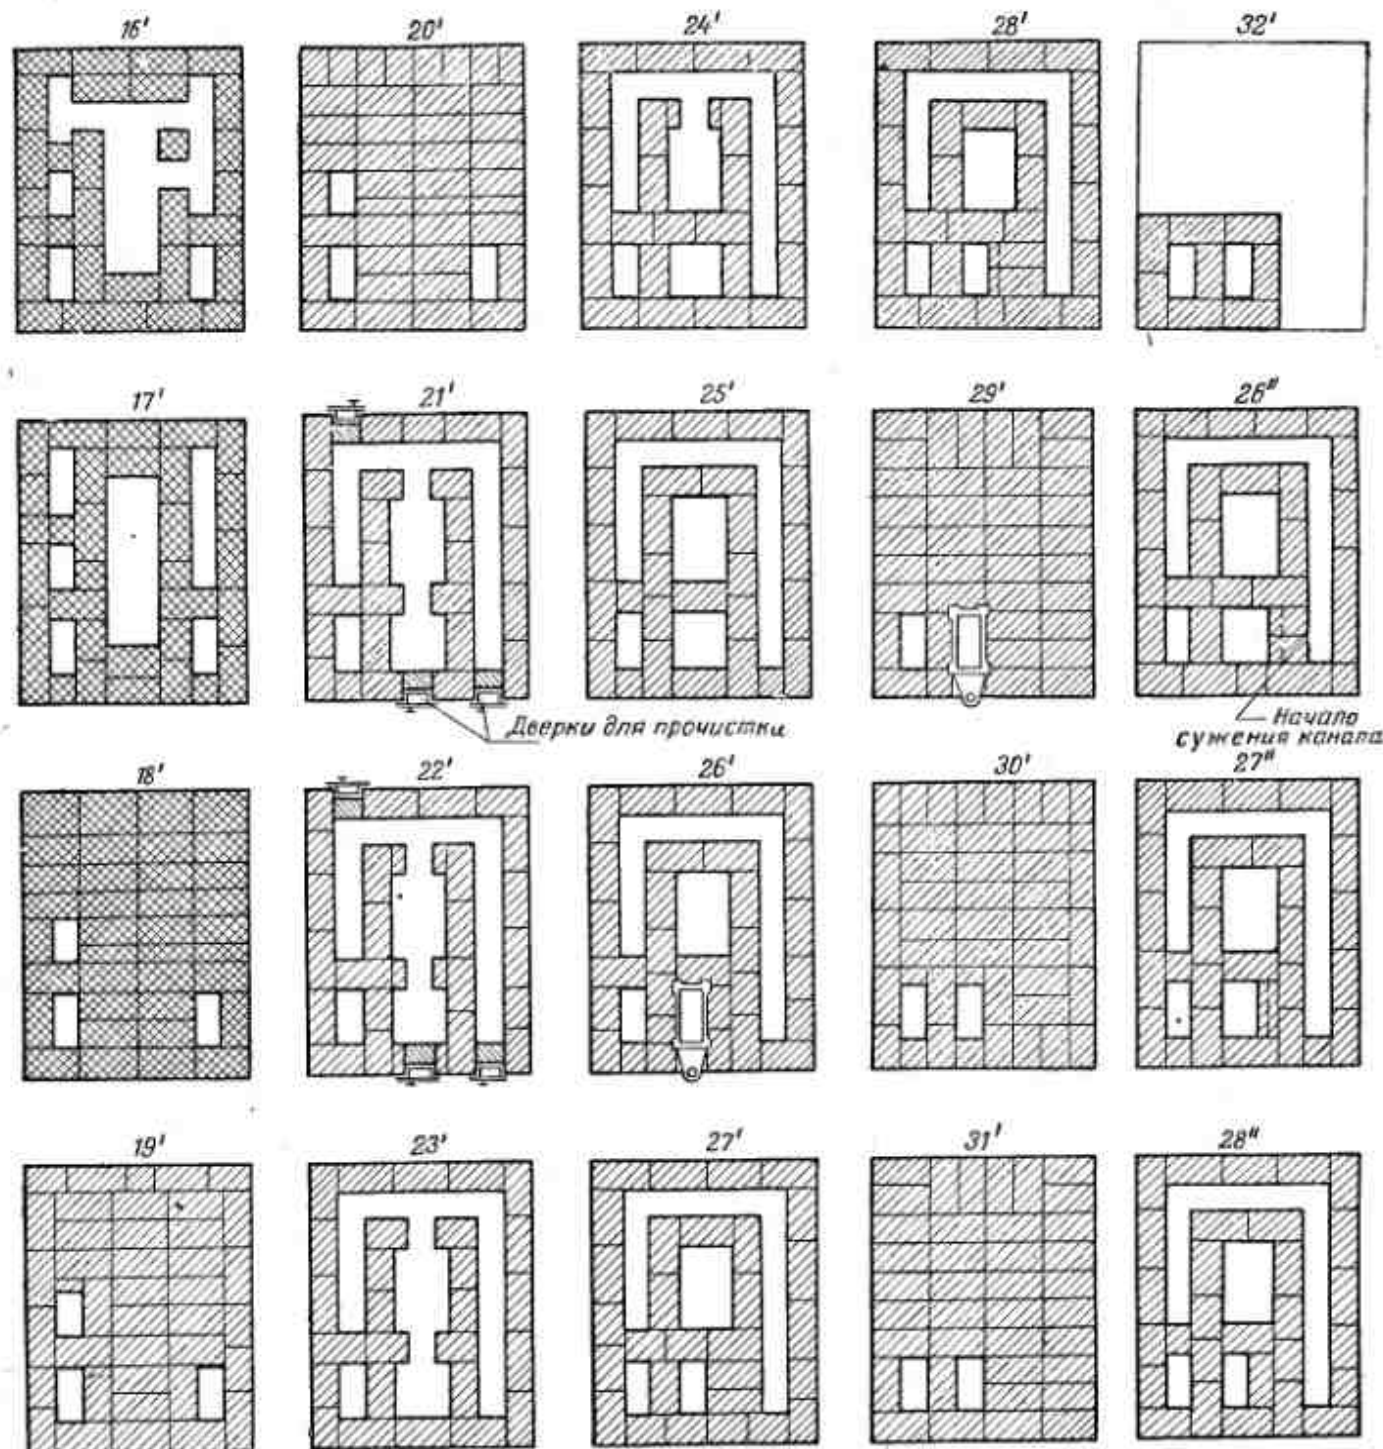 16' 20' 24' 28' 32'
17' 21' 25' 29' 26"
Дверки для прочистки
Начало
сужения канала
18' 22' 26' 30' 27"
19' 23' 27' 31' 28"